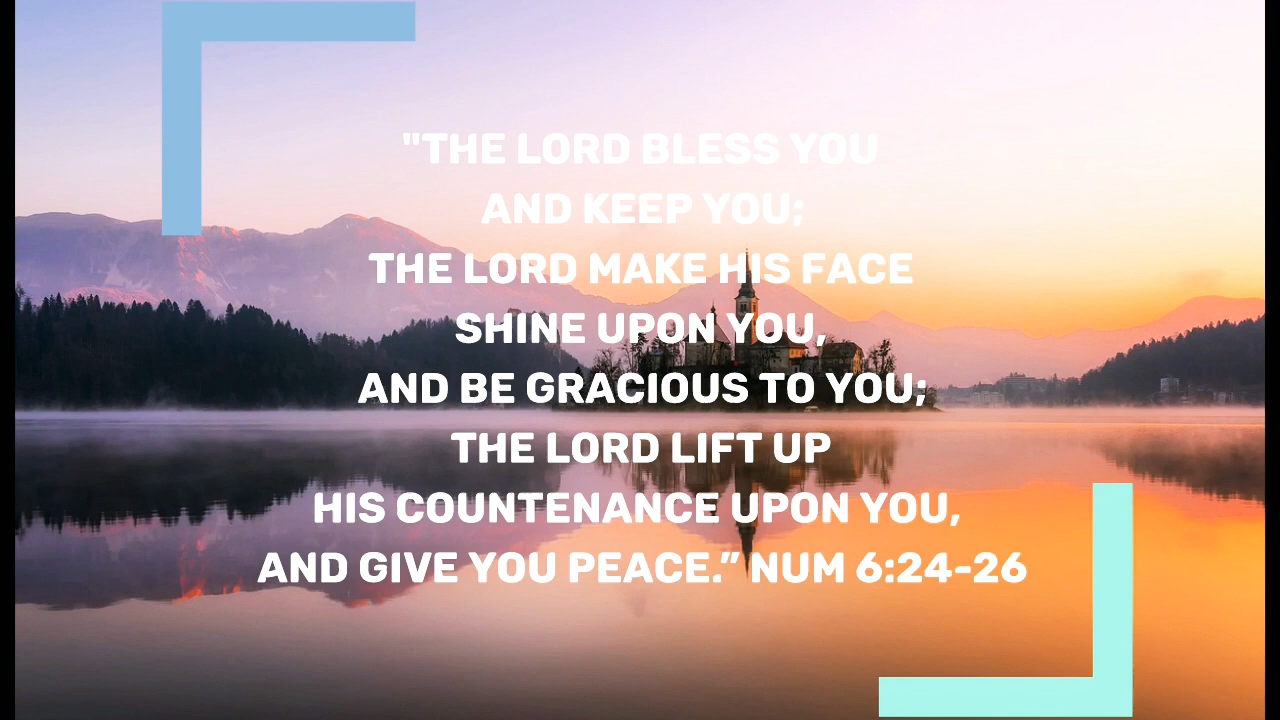 "THE LORD BLESS YOU
AND KEEP YOU;
THE LORD MAKE HIS FACE
SHINE UPON YOU,
AND BE GRACIOUS TO YOU;
THE LORD LIFT UP
HIS COUNTENANCE UPON YOU,
AND GIVE YOU PEACE.” NUM 6:24-26